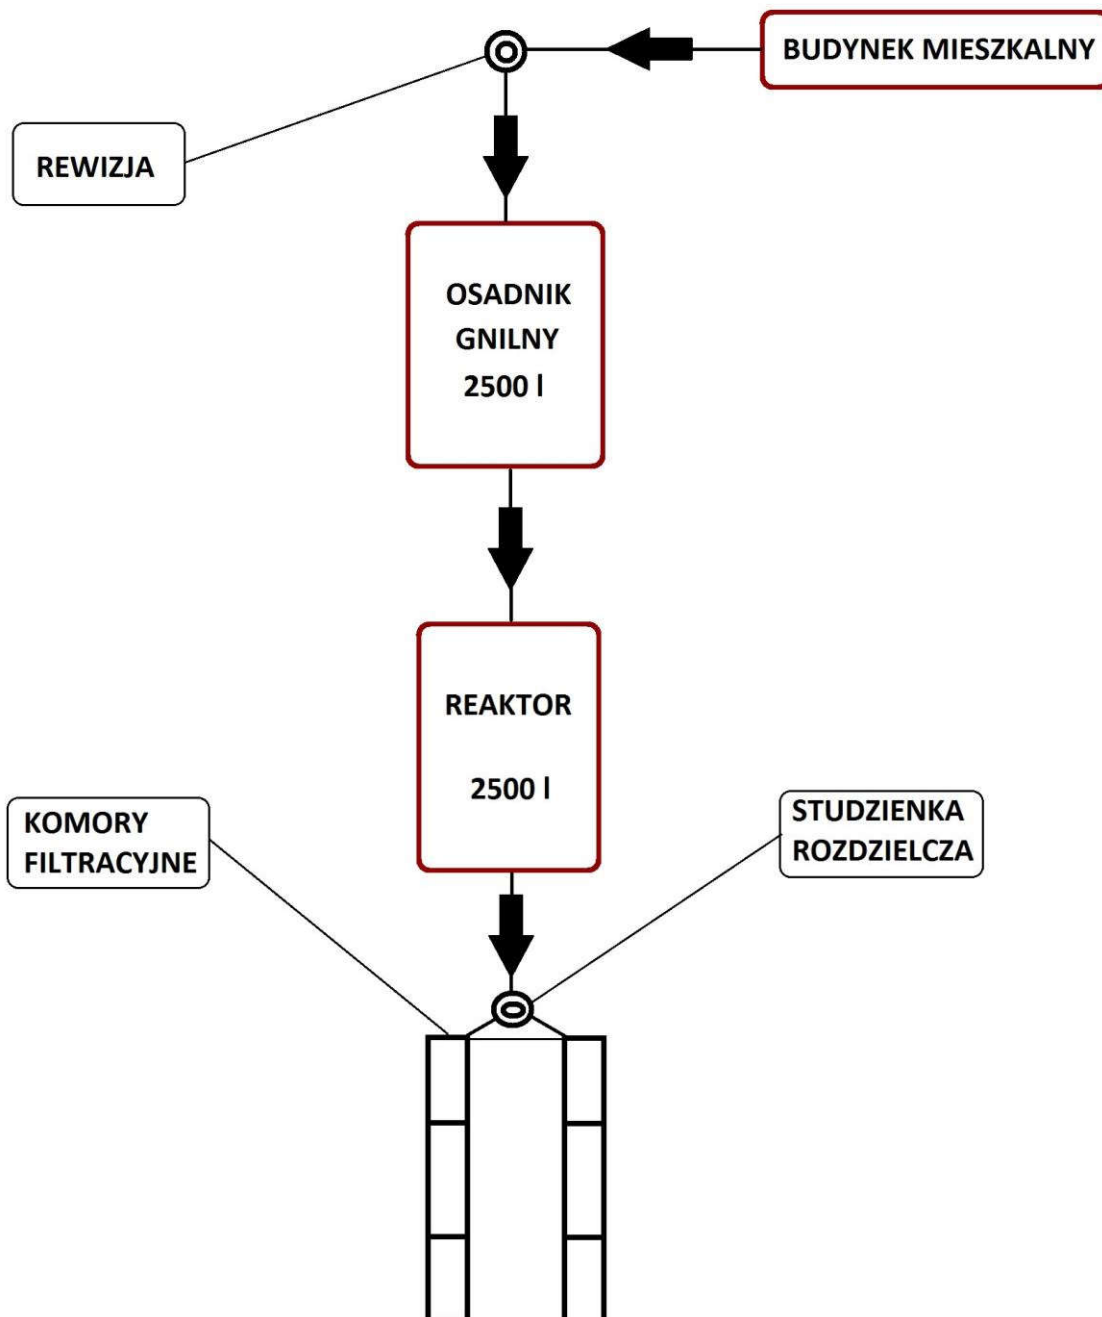 BUDYNEK MIESZKALNY
REWIZJA
OSADNIK
GNILNY
2500 l
REAKTOR
2500 l
KOMORY
FILTRACYJNE
STUDZIENKA
ROZDZIELCZA